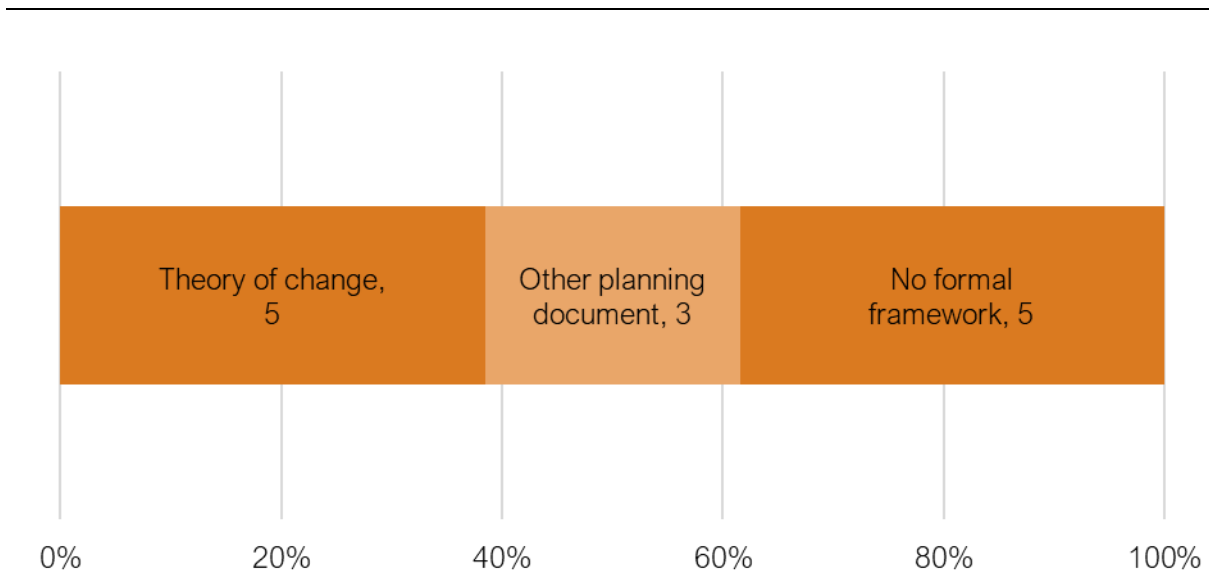 Theory of change,
5
Other planning
document, 3
No formal
framework, 5
0%
20%
40%
60%
80%
100%